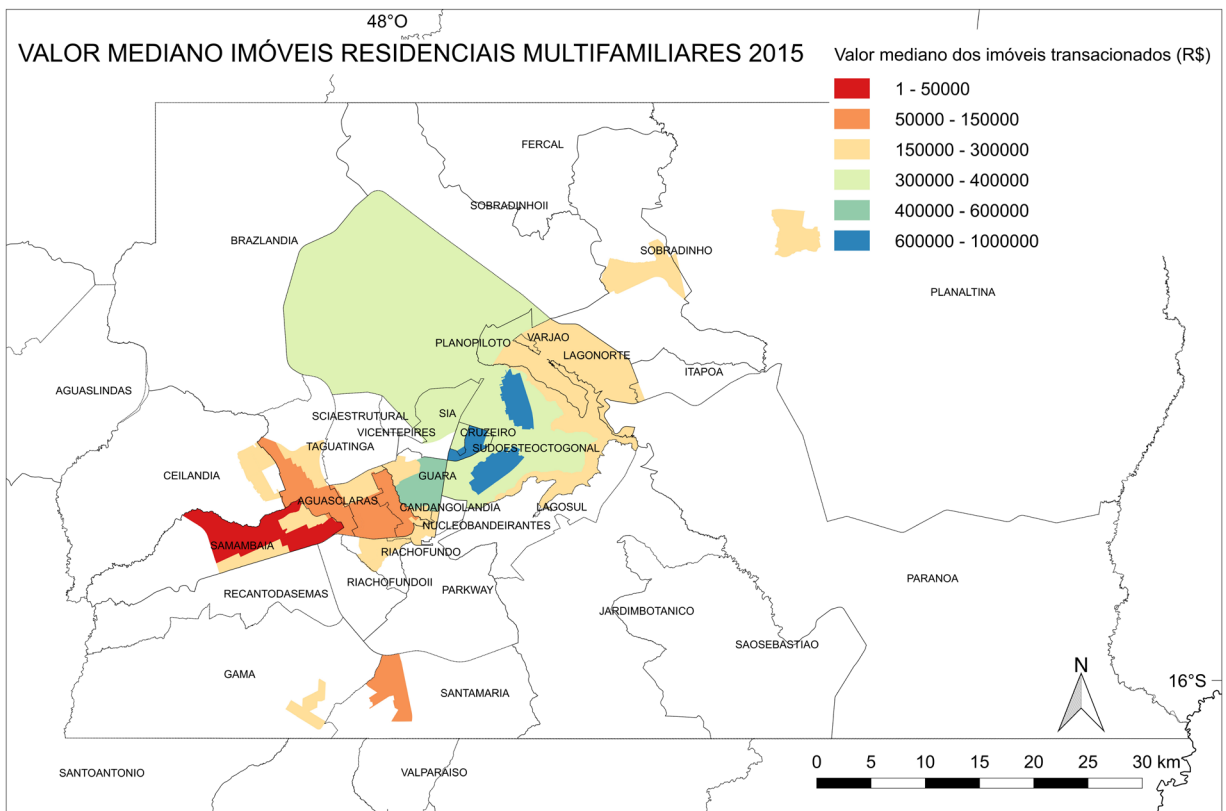 48°O
VALOR MEDIANO IMÓVEIS RESIDENCIAIS MULTIFAMILIARES 2015
Valor mediano dos imóveis transacionados (R$)
1 - 50000
50000 - 150000
150000 - 300000
300000 - 400000
400000 - 600000
600000 - 1000000
FERCAL
SOBRADINHOII
BRAZLANDIA
SOBRADINHO
PLANALTINA
VARJAO
PLANOPILOTO
LAGONORTE
ITAPOA
AGUASLINDAS
SIA
SCIAESTRUTURAL
VICENTEPIRES
CRUZEIRO
TAGUATINGA
SUDOESTEOCTOGONAL
CEILANDIA
GUARA
AGUASCLARAS
CANDANGOLANDIA
LAGOSUL
NUCLEOBANDEIRANTES
SAMAMBAIA
RIACHOFUNDO
RIACHOFUNDOII
PARKWAY
PARANOA
RECANTODASEMAS
JARDIMBOTANICO
SAOSEBASTIAO
GAMA
SANTAMARIA
N
16°S
SANTOANTONIO
VALPARAISO
0 5 10 15 20 25 30 km